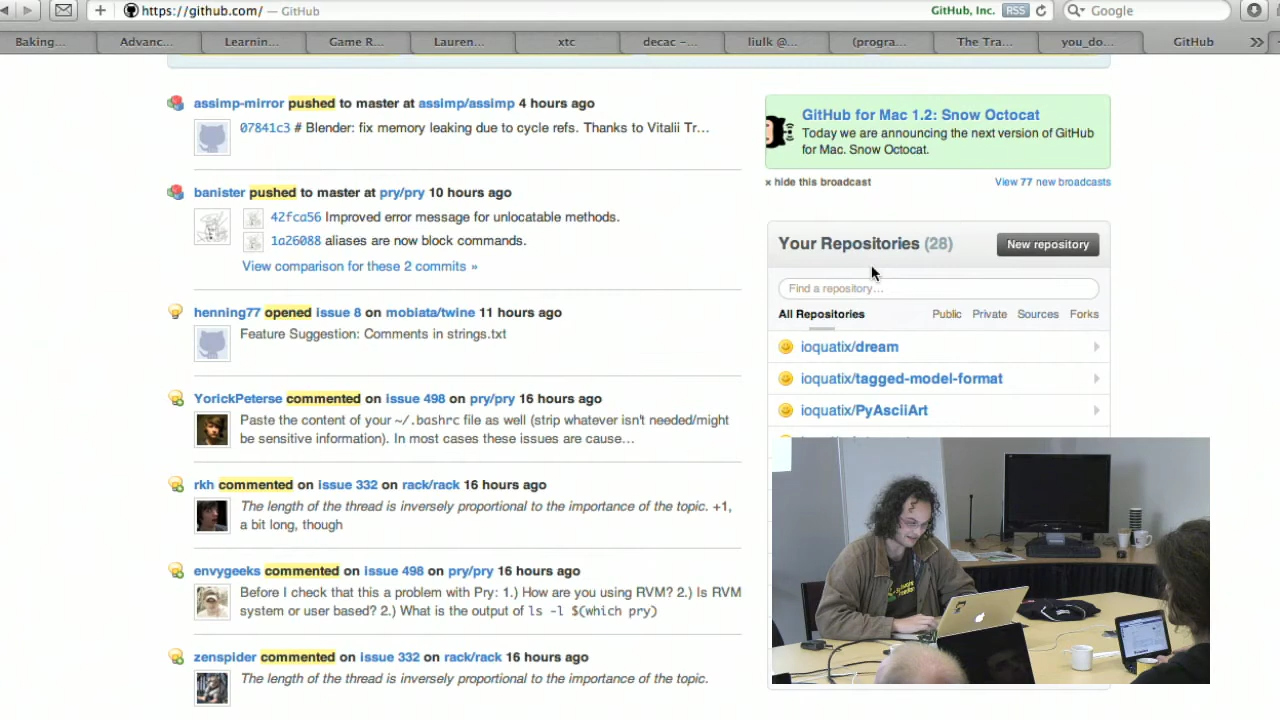 https://github.com/ — GitHub
GitHub, Inc. RSS
Google
Baking... Advanc... Learnin... Game R... Lauren... xtc decac –... liulk @... (progra... The Tra... you_do... GitHub
assimp-mirror pushed to master at assimp/assimp 4 hours ago
07841c3 # Blender: fix memory leaking due to cycle refs. Thanks to Vitalii Tr…
banister pushed to master at pry/pry 10 hours ago
42fca56 Improved error message for unlocatable methods.
1a26088 aliases are now block commands.
View comparison for these 2 commits »
henning77 opened issue 8 on mobiata/twine 11 hours ago
Feature Suggestion: Comments in strings.txt
YorickPeterse commented on issue 498 on pry/pry 16 hours ago
Paste the content of your ~/.bashrc file as well (strip whatever isn't needed/might
be sensitive information). In most cases these issues are cause…
rkh commented on issue 332 on rack/rack 16 hours ago
The length of the thread is inversely proportional to the importance of the topic. +1,
a bit long, though
envygeeks commented on issue 498 on pry/pry 16 hours ago
Before I check that this a problem with Pry: 1.) How are you using RVM? 2.) Is RVM
system or user based? 2.) What is the output of ls -l $(which pry)
zenspider commented on issue 332 on rack/rack 16 hours ago
The length of the thread is inversely proportional to the importance of the topic.
GitHub for Mac 1.2: Snow Octocat
Today we are announcing the next version of GitHub
for Mac. Snow Octocat.
× hide this broadcast
View 77 new broadcasts
Your Repositories (28)
New repository
Find a repository…
All Repositories Public Private Sources Forks
ioquatix/dream
ioquatix/tagged-model-format
ioquatix/PyAsciiArt